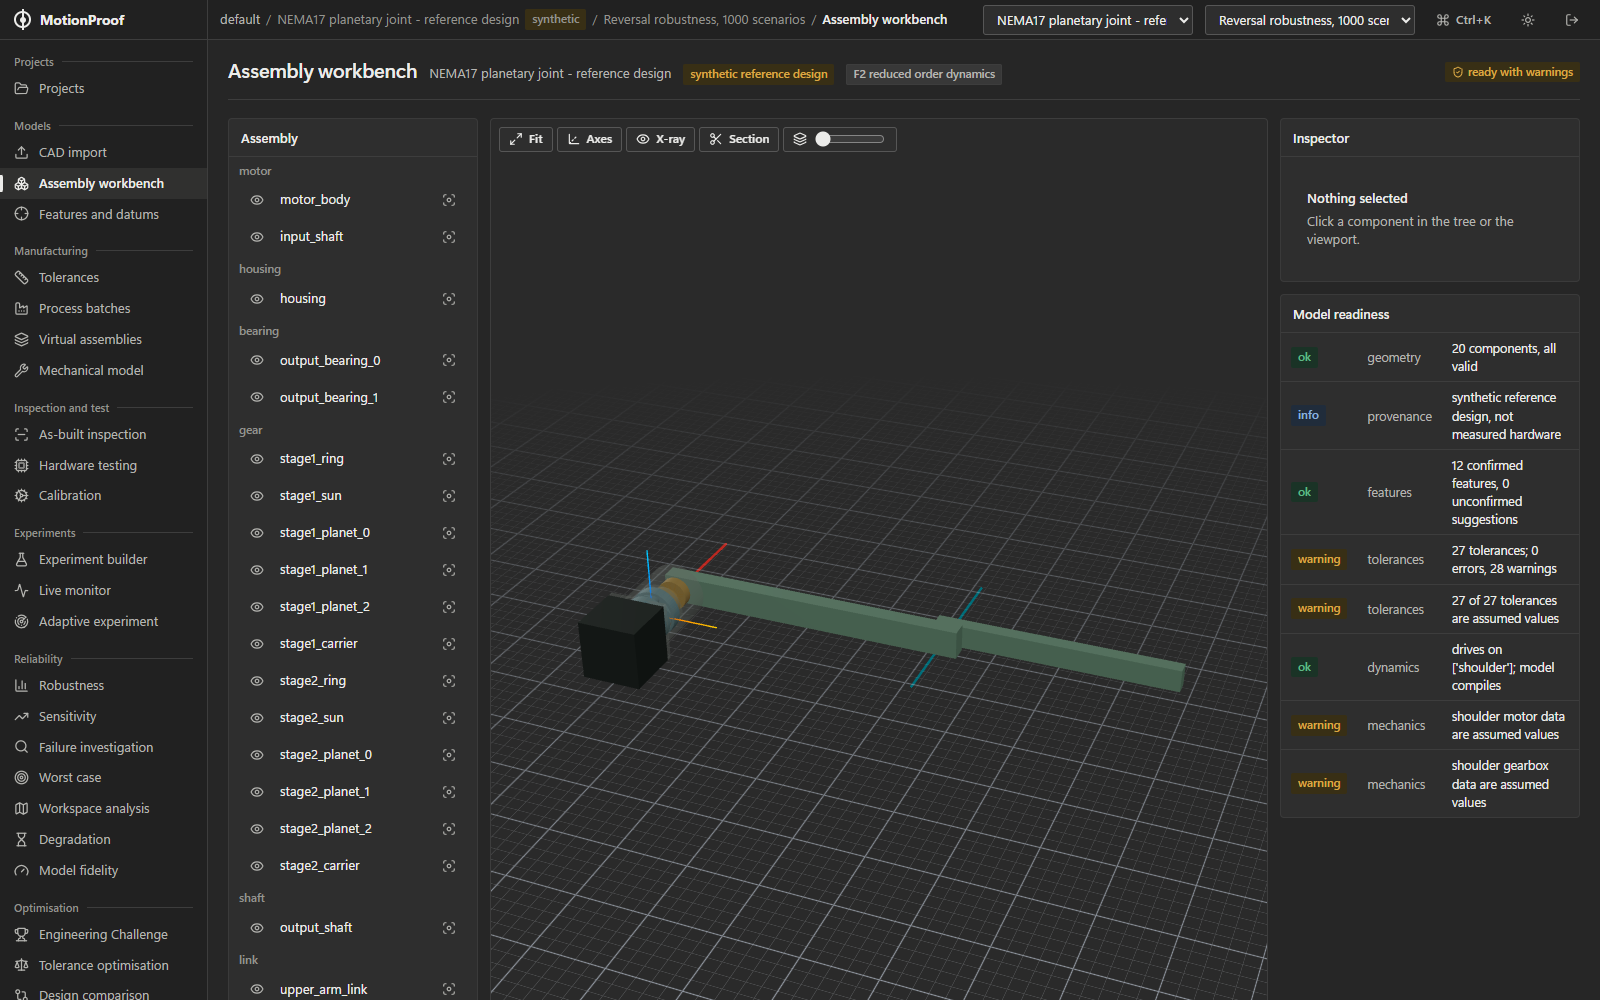 MotionProof
default / NEMA17 planetary joint - reference design synthetic / Reversal robustness, 1000 scenarios / Assembly workbench
NEMA17 planetary joint - refe
Reversal robustness, 1000 scer
Ctrl+K
Projects
Projects
Models
CAD import
Assembly workbench
Features and datums
Manufacturing
Tolerances
Process batches
Virtual assemblies
Mechanical model
Inspection and test
As-built inspection
Hardware testing
Calibration
Experiments
Experiment builder
Live monitor
Adaptive experiment
Reliability
Robustness
Sensitivity
Failure investigation
Worst case
Workspace analysis
Degradation
Model fidelity
Optimisation
Engineering Challenge
Tolerance optimisation
Design comparison
Assembly workbench NEMA17 planetary joint - reference design synthetic reference design F2 reduced order dynamics
ready with warnings
Assembly
motor
motor_body
input_shaft
housing
housing
bearing
output_bearing_0
output_bearing_1
gear
stage1_ring
stage1_sun
stage1_planet_0
stage1_planet_1
stage1_planet_2
stage1_carrier
stage2_ring
stage2_sun
stage2_planet_0
stage2_planet_1
stage2_planet_2
stage2_carrier
shaft
output_shaft
link
upper_arm_link
Fit
Axes
X-ray
Section
Inspector
Nothing selected
Click a component in the tree or the
viewport.
Model readiness
ok geometry 20 components, all
valid
info provenance synthetic reference
design, not
measured hardware
ok features 12 confirmed
features, 0
unconfirmed
suggestions
warning tolerances 27 tolerances; 0
errors, 28 warnings
warning tolerances 27 of 27 tolerances
are assumed values
ok dynamics drives on
['shoulder']; model
compiles
warning mechanics shoulder motor data
are assumed values
warning mechanics shoulder gearbox
data are assumed
values